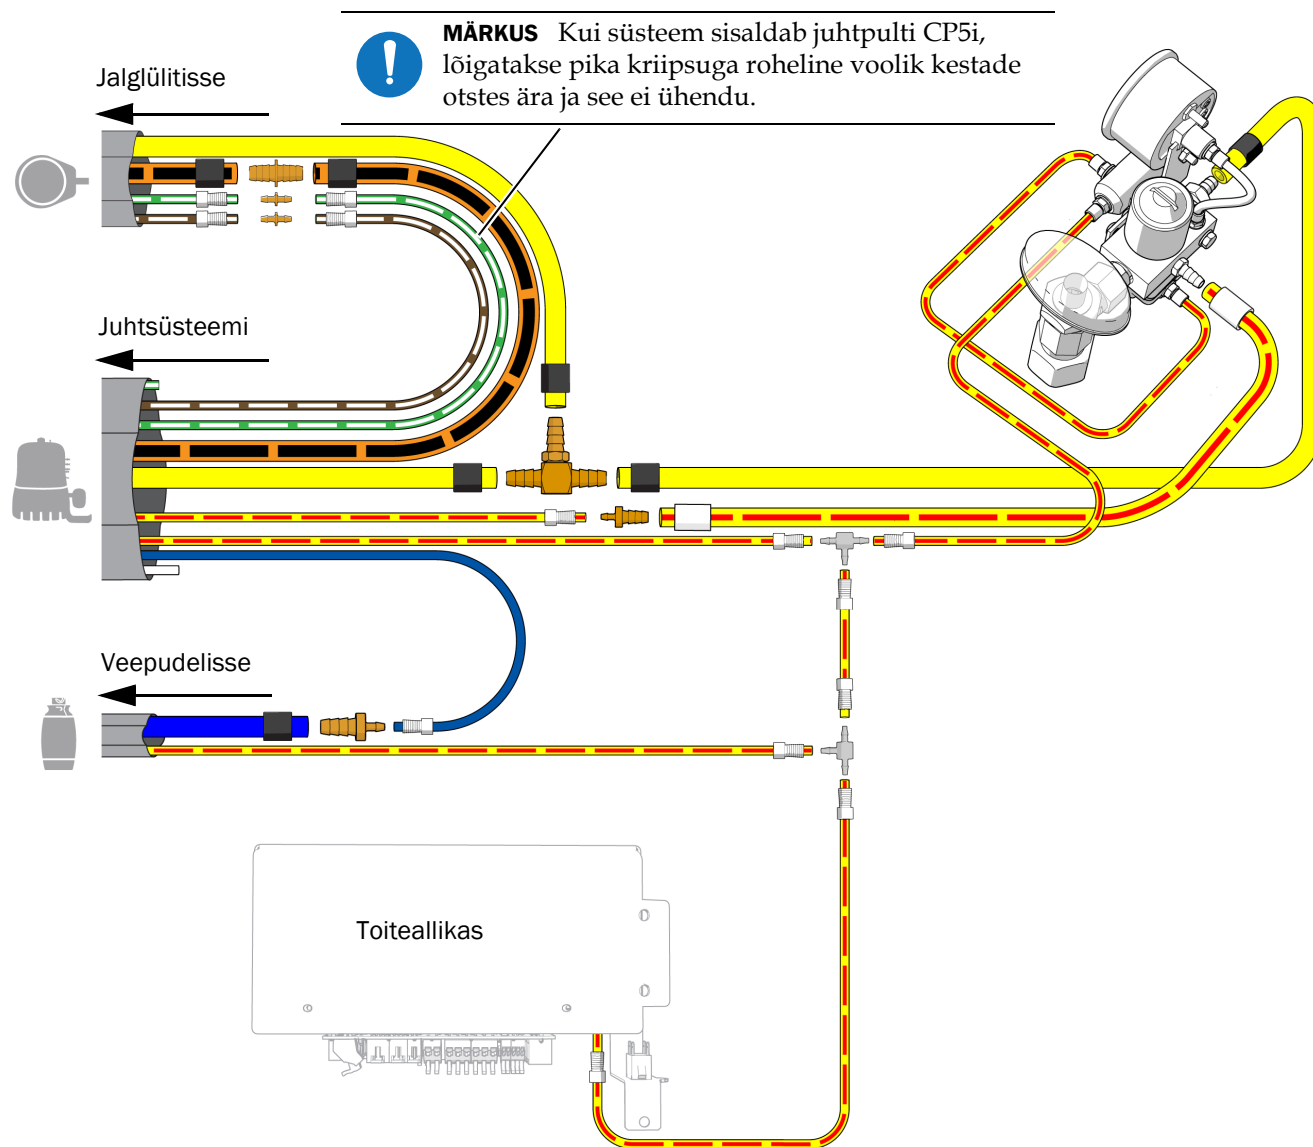 MÄRKUS Kui süsteem sisaldab juhtpulti CP5i,
lõigatakse pika kriipsuga roheline voolik kestade
otstes ära ja see ei ühendu.
Jalglülitisse
Juhtsüsteemi
Veepudelisse
Toiteallikas